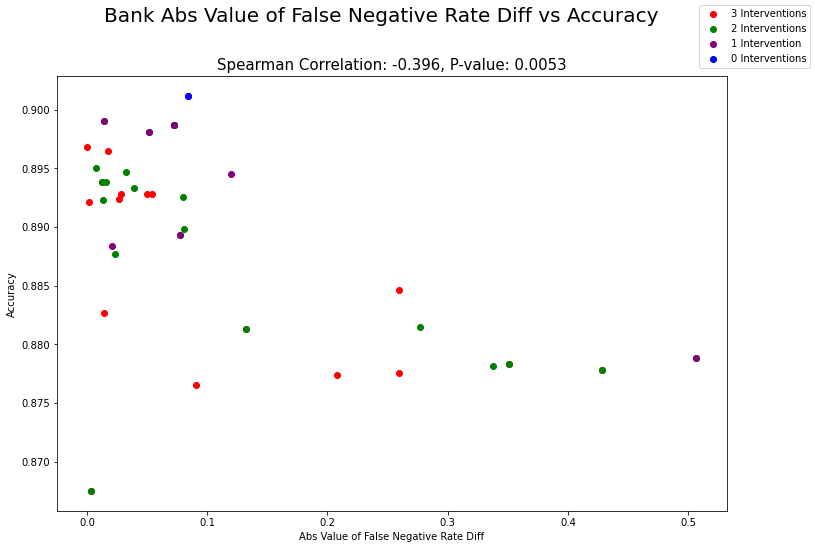 Bank Abs Value of False Negative Rate Diff vs Accuracy
3 Interventions
2 Interventions
1 Intervention
0 Interventions
Spearman Correlation: -0.396, P-value: 0.0053
Accuracy
0.900
0.895
0.890
0.885
0.880
0.875
0.870
0.0
0.1
0.2
0.3
0.4
0.5
Abs Value of False Negative Rate Diff